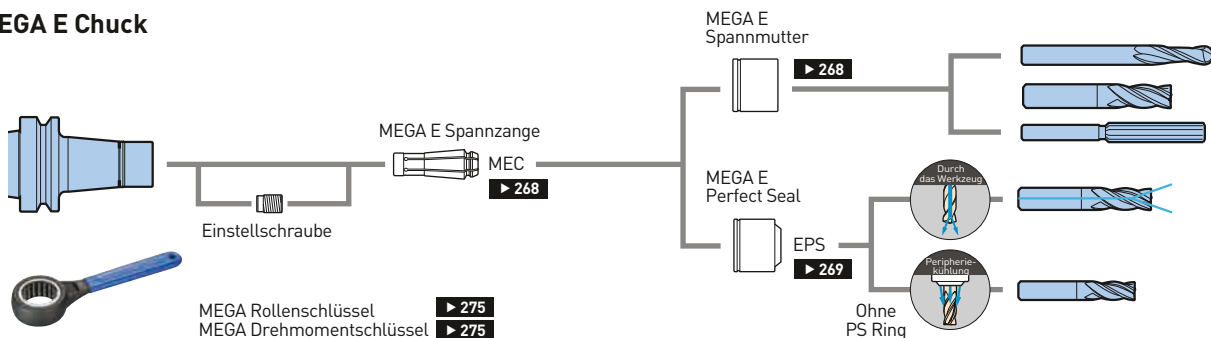 EGA E Chuck
MEGA E
Spannmutter
▶ 268
MEGA E Spannzange
MEC
▶ 268
Einstellschraube
MEGA E
Perfect Seal
EPS
▶ 269
Durch
das Werkzeug
Peripherie-
kühlung
Ohne
PS Ring
MEGA Rollenschlüssel ▶ 275
MEGA Drehmomentschlüssel ▶ 275